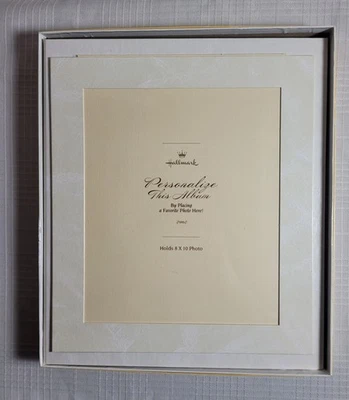 Hallmark
Personalize
This Album
By Placing
a Favorite Photo Here!
Holds 8 X 10 Photo